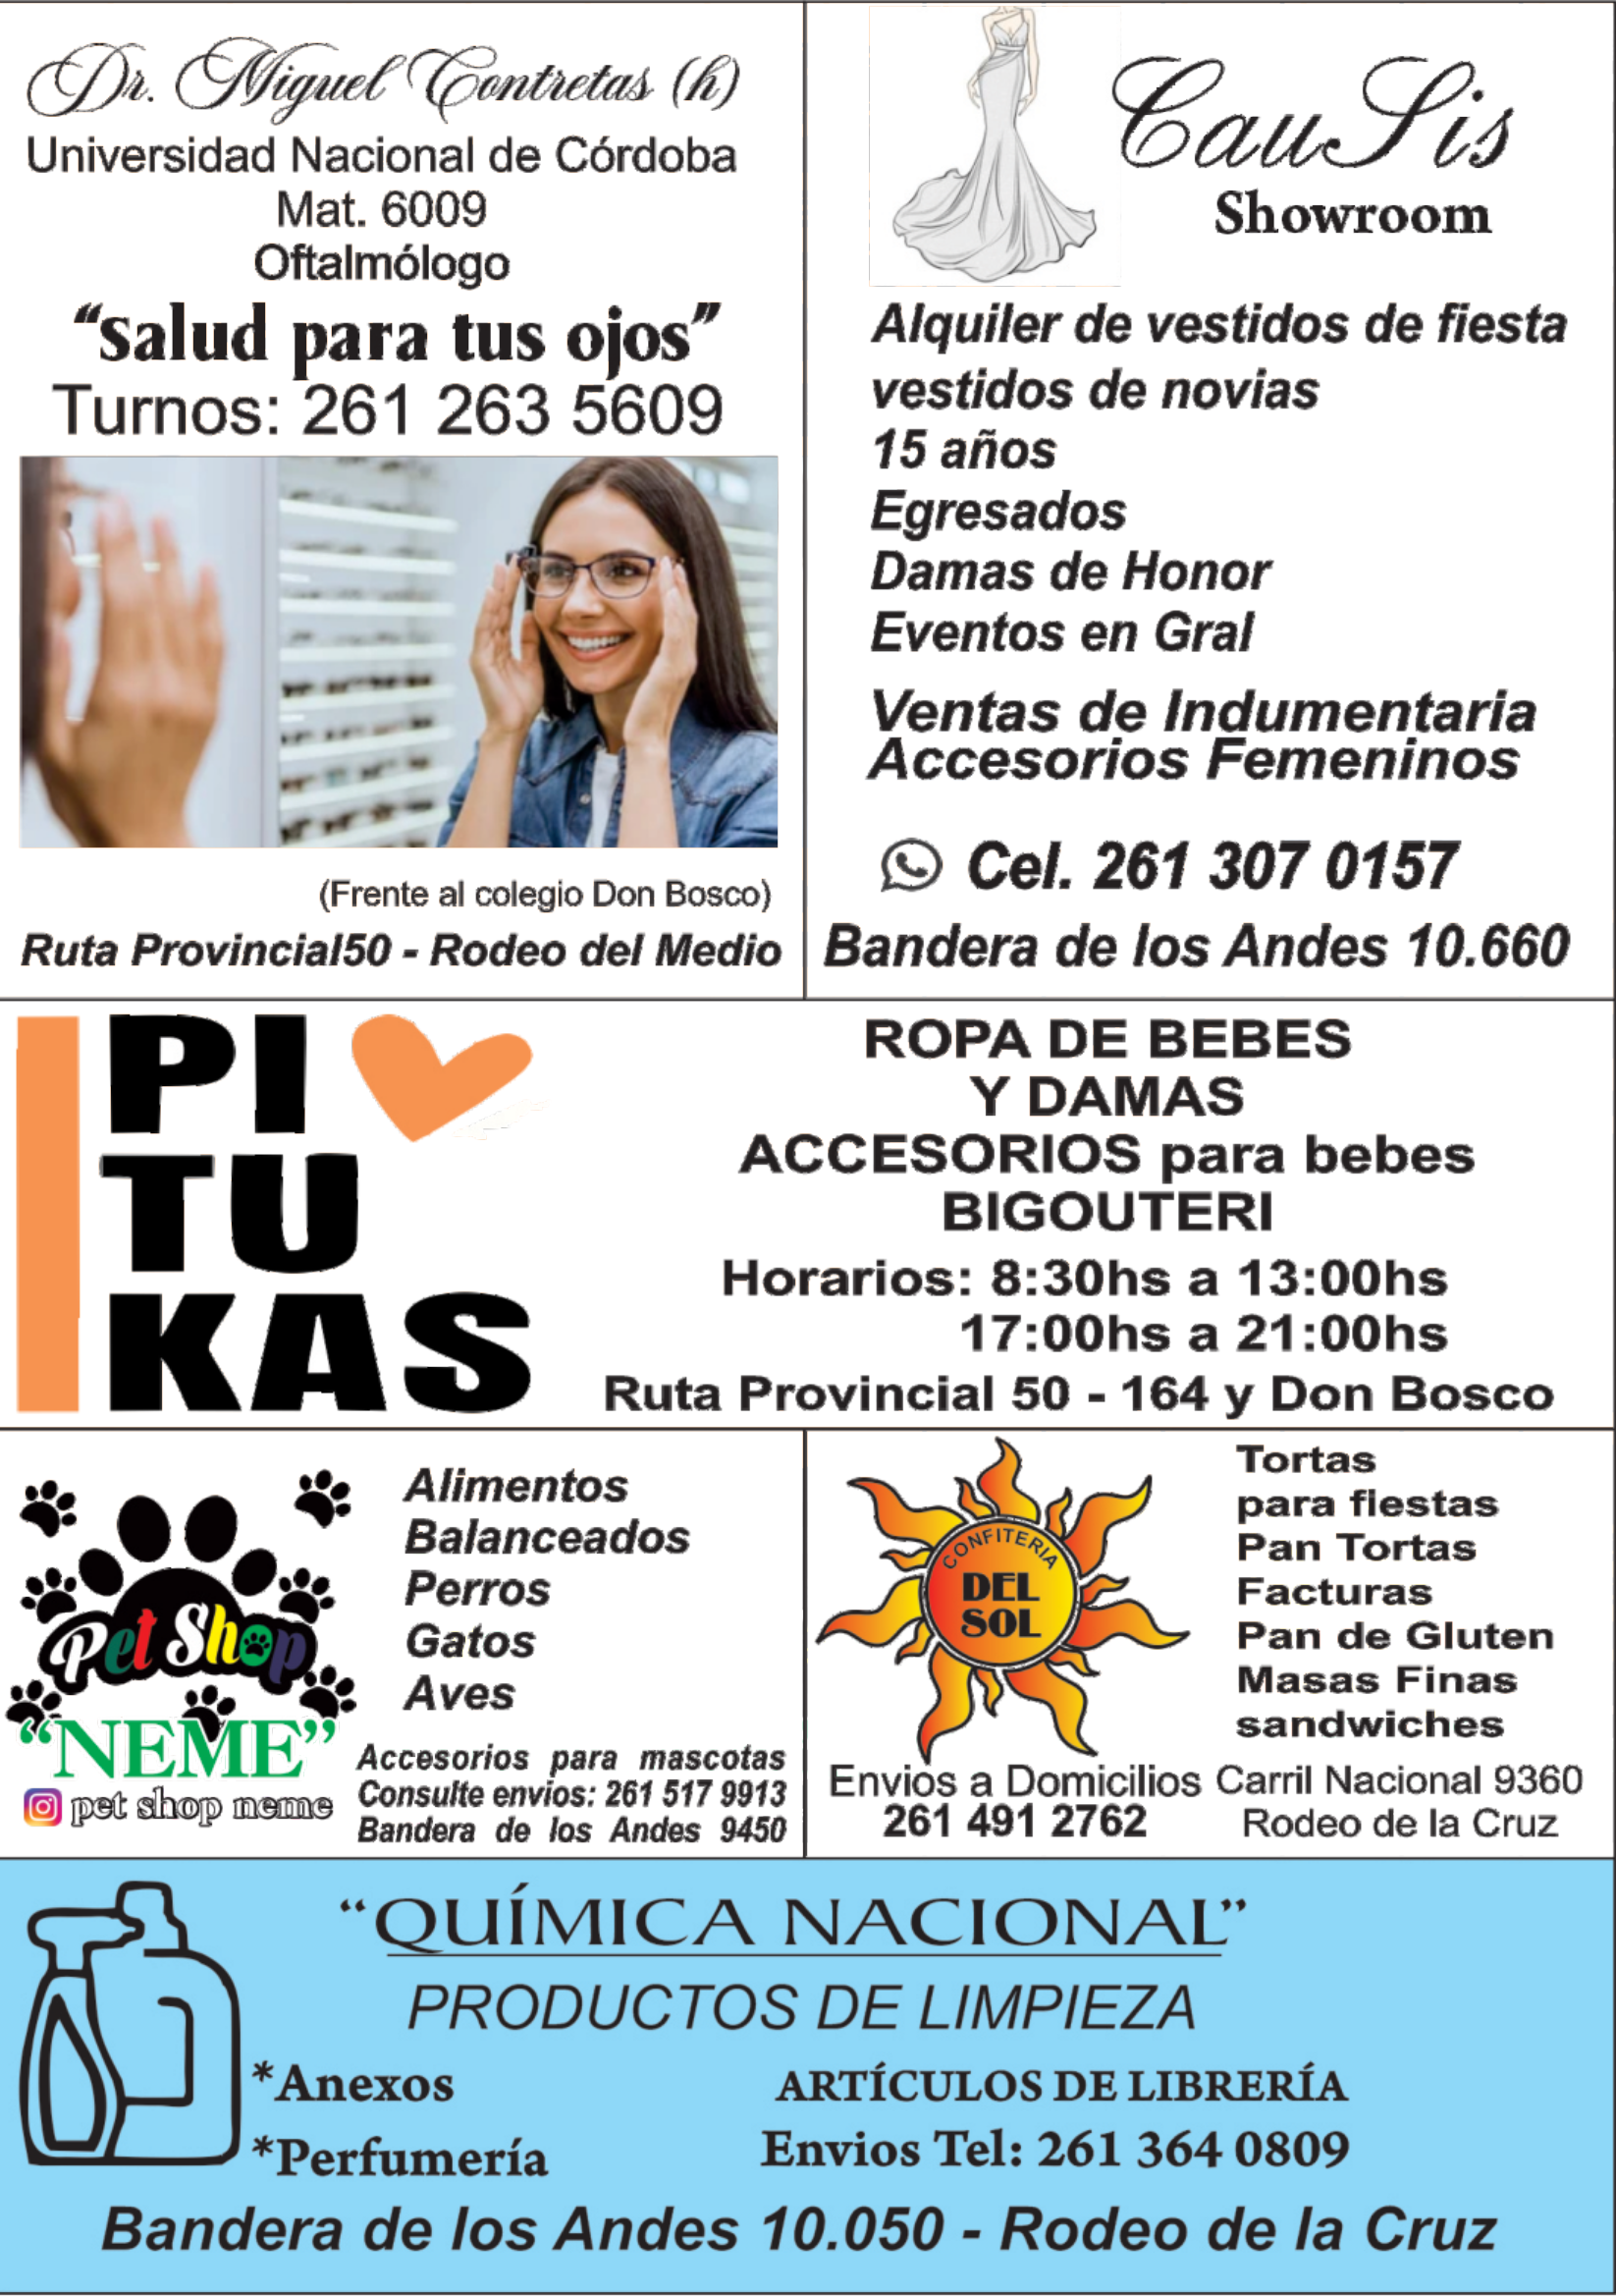 Dr. Miguel Contretas (h)
Universidad Nacional de Córdoba
Mat. 6009
Oftalmólogo
“salud para tus ojos”
Turnos: 261 263 5609
(Frente al colegio Don Bosco)
Ruta Provincial50 - Rodeo del Medio
CauSis
Showroom
Alquiler de vestidos de fiesta
vestidos de novias
15 años
Egresados
Damas de Honor
Eventos en Gral
Ventas de Indumentaria
Accesorios Femeninos
Cel. 261 307 0157
Bandera de los Andes 10.660
PI
TU
KAS
ROPA DE BEBES
Y DAMAS
ACCESORIOS para bebes
BIGOUTERI
Horarios: 8:30hs a 13:00hs
17:00hs a 21:00hs
Ruta Provincial 50 - 164 y Don Bosco
Pet Shop
“NEME”
pet shop neme
Alimentos
Balanceados
Perros
Gatos
Aves
Accesorios para mascotas
Consulte envios: 261 517 9913
Bandera de los Andes 9450
CONFITERIA
DEL
SOL
Tortas
para fiestas
Pan Tortas
Facturas
Pan de Gluten
Masas Finas
sandwiches
Envios a Domicilios
261 491 2762
Carril Nacional 9360
Rodeo de la Cruz
“QUÍMICA NACIONAL”
PRODUCTOS DE LIMPIEZA
*Anexos
*Perfumería
ARTÍCULOS DE LIBRERÍA
Envios Tel: 261 364 0809
Bandera de los Andes 10.050 - Rodeo de la Cruz